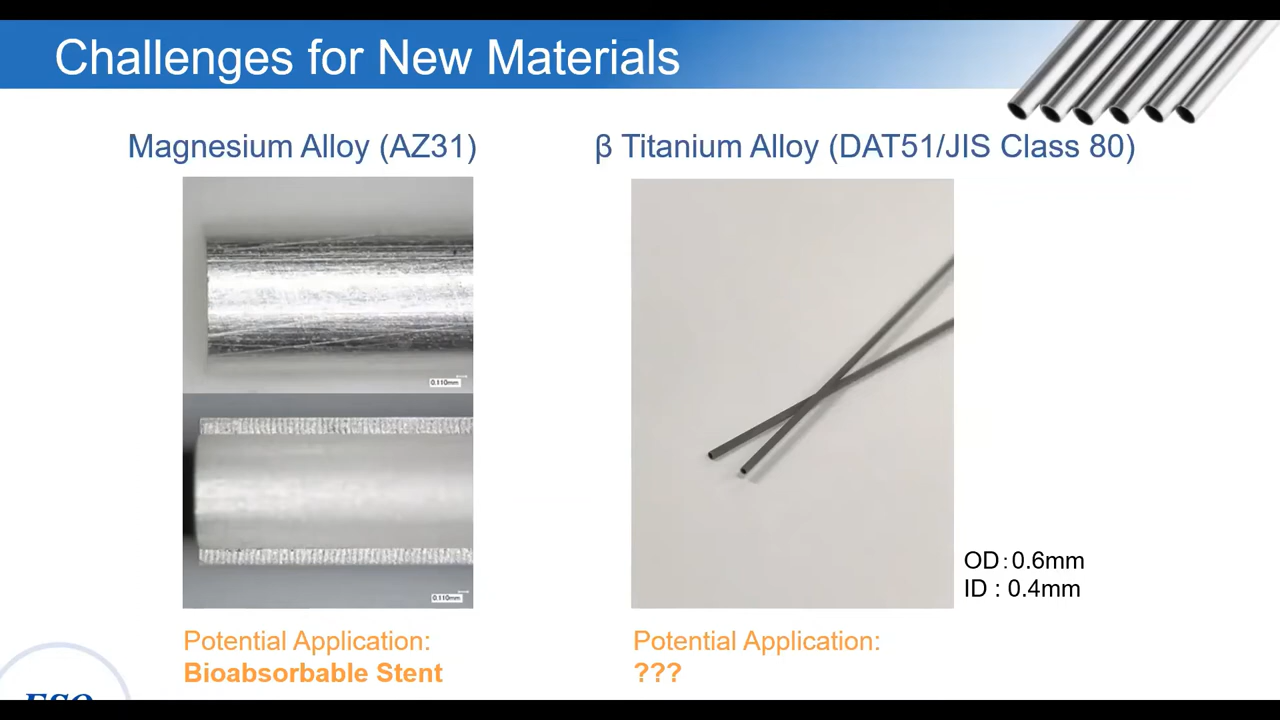 Challenges for New Materials
Magnesium Alloy (AZ31)
β Titanium Alloy (DAT51/JIS Class 80)
0.110mm
0.110mm
OD:0.6mm
ID : 0.4mm
Potential Application:
Bioabsorbable Stent
Potential Application:
???